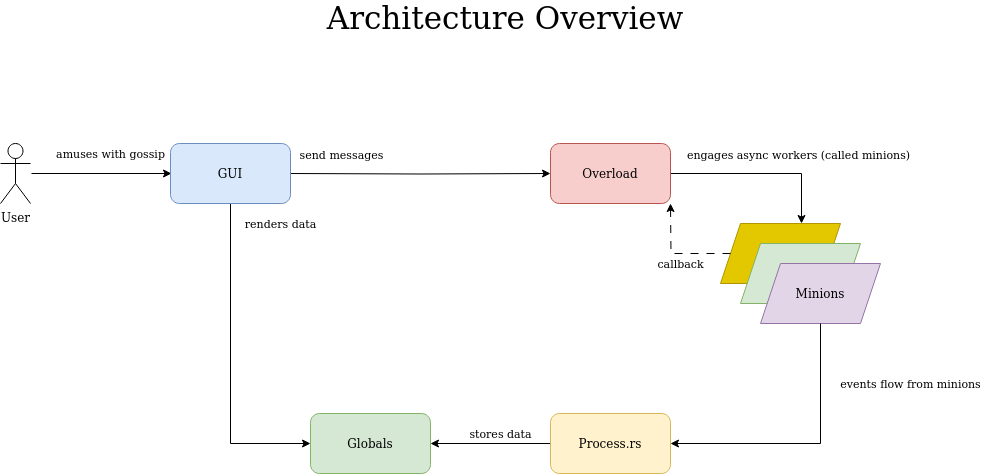 Architecture Overview
amuses with gossip
send messages
engages async workers (called minions)
GUI
Overload
User
renders data
callback
Minions
events flow from minions
stores data
Globals
Process.rs